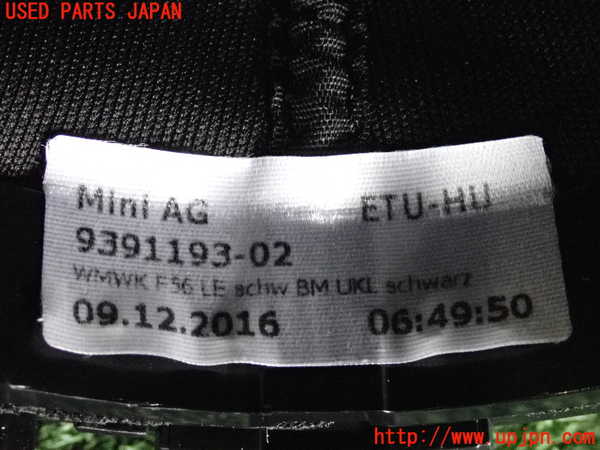 USED PARTS JAPAN
Mini AG ETU-HU
9391193-02
WMWK F56 LE schw BM UKL schwarz
09.12.2016 06:49:50
http://www.upjpn.com/